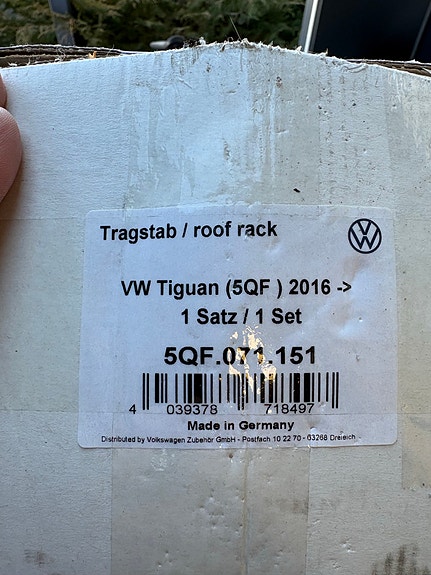 Tragstab / roof rack
VW Tiguan (5QF ) 2016 ->
1 Satz / 1 Set
5QF.071.151
4 039378 718497
Made in Germany
Distributed by Volkswagen Zubehör GmbH - Postfach 10 22 70 - 63268 Dreieich